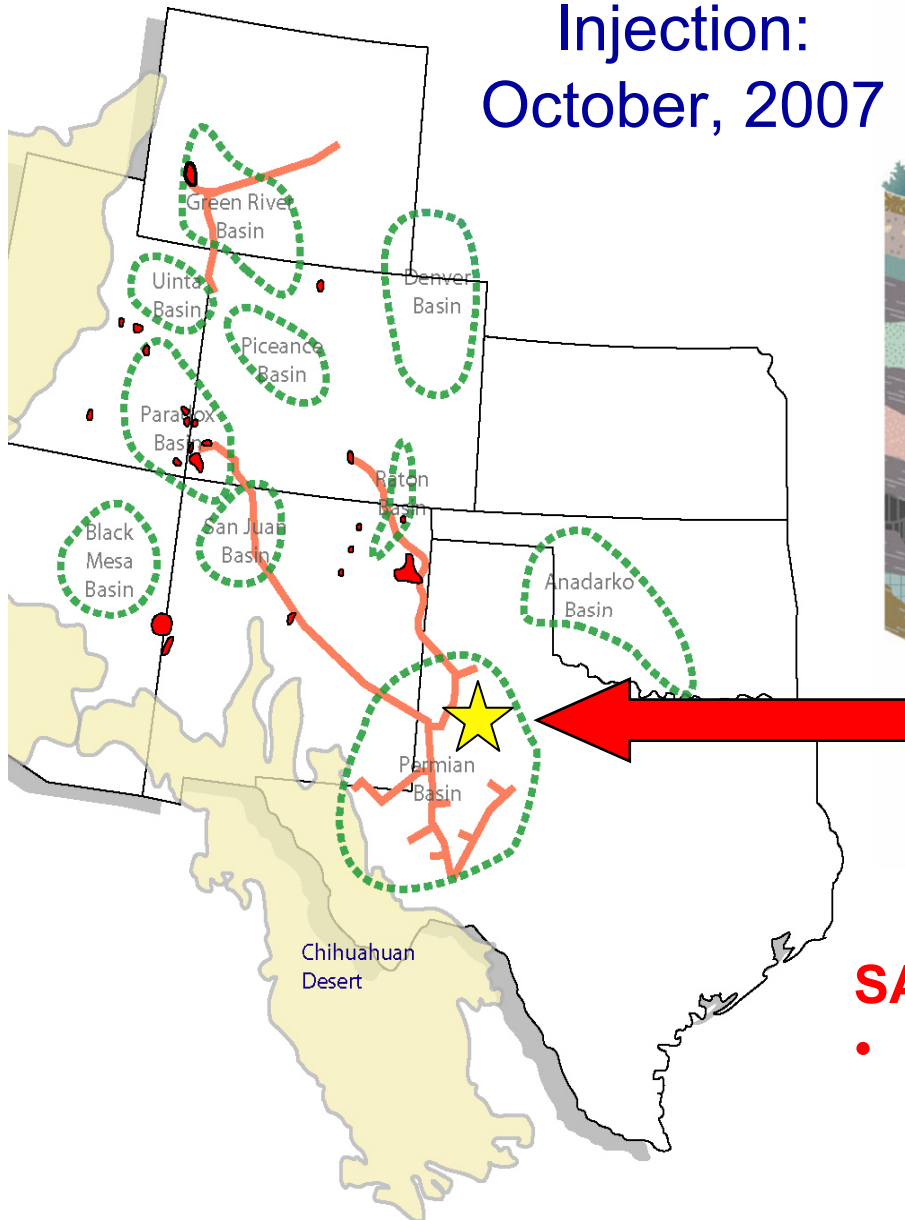 Injection:
October, 2007
Green River
Basin
Uinta
Basin
Denver
Basin
Piceance
Basin
Paradox
Basin
Raton
Basin
Black
Mesa
Basin
San Juan
Basin
Anadarko
Basin
Permian
Basin
Chihuahuan
Desert
SA
•